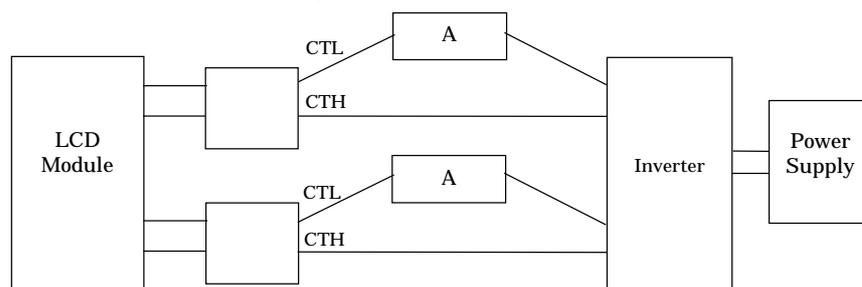 CTL
A
CTH
LCD
Module
Inverter
Power
Supply
CTL
A
CTH